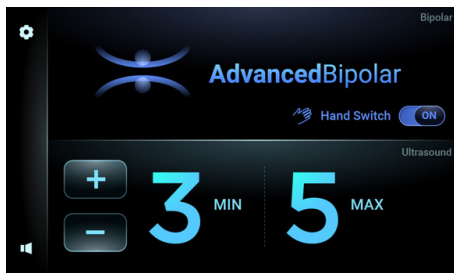 Bipolar
AdvancedBipolar
Hand Switch ON
Ultrasound
+
3 MIN 5 MAX
−